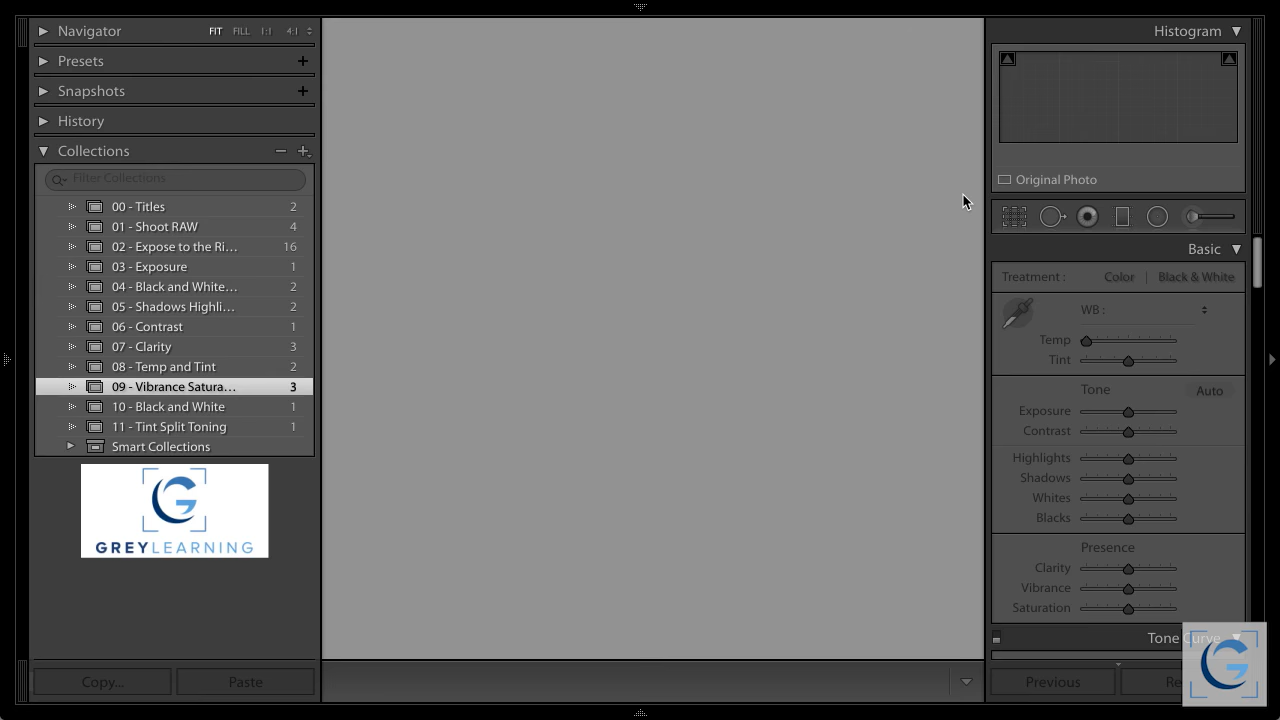 Navigator FIT FILL 1:1 4:1
Presets
Snapshots
History
Collections
Filter Collections
00 - Titles 2
01 - Shoot RAW 4
02 - Expose to the Ri... 16
03 - Exposure 1
04 - Black and White... 2
05 - Shadows Highli... 2
06 - Contrast 1
07 - Clarity 3
08 - Temp and Tint 2
09 - Vibrance Satura... 3
10 - Black and White 1
11 - Tint Split Toning 1
Smart Collections
GREYLEARNING
Copy...
Paste
Histogram
Original Photo
Basic
Treatment : Color | Black & White
WB :
Temp
Tint
Tone Auto
Exposure
Contrast
Highlights
Shadows
Whites
Blacks
Presence
Clarity
Vibrance
Saturation
Tone Curve
Previous